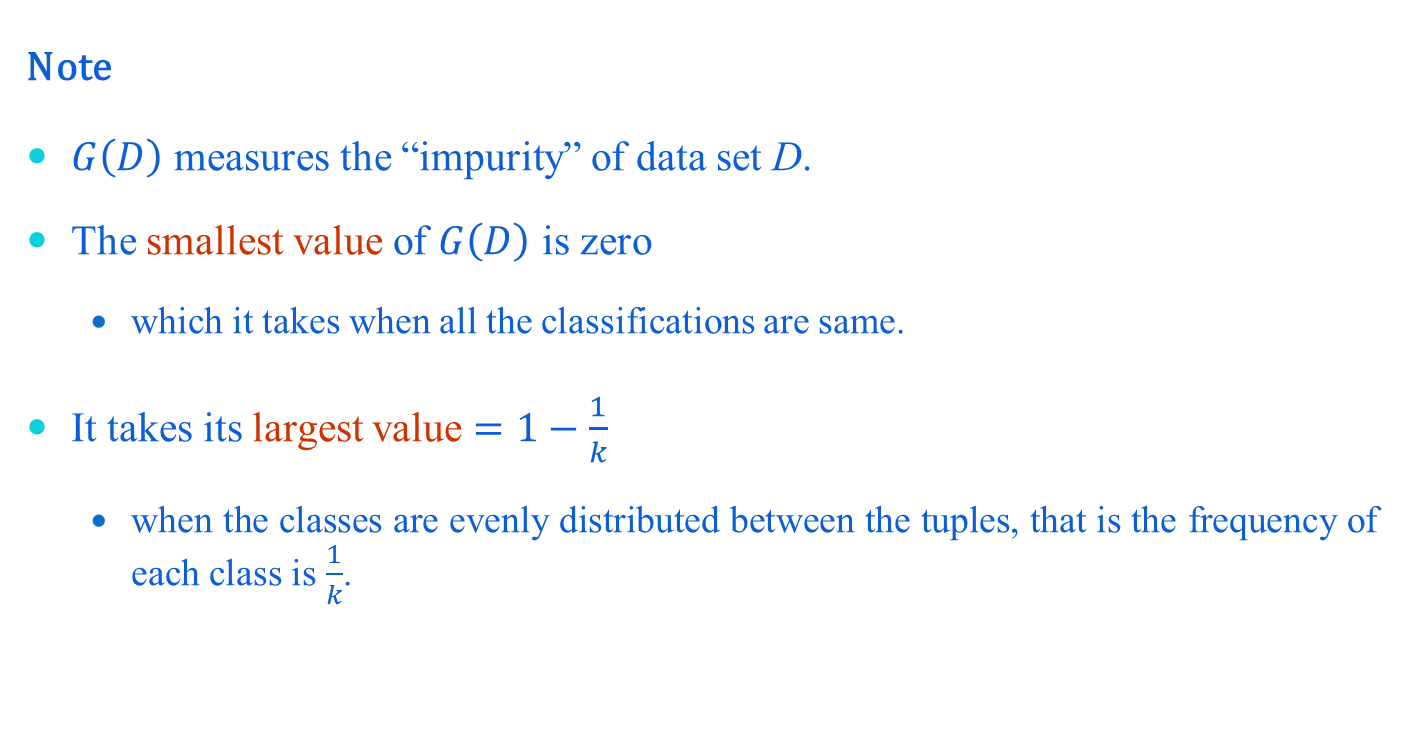 Note
• G(D) measures the “impurity” of data set D.
• The smallest value of G(D) is zero
• which it takes when all the classifications are same.
• It takes its largest value = 1 − 1/k
• when the classes are evenly distributed between the tuples, that is the frequency of
each class is 1/k.